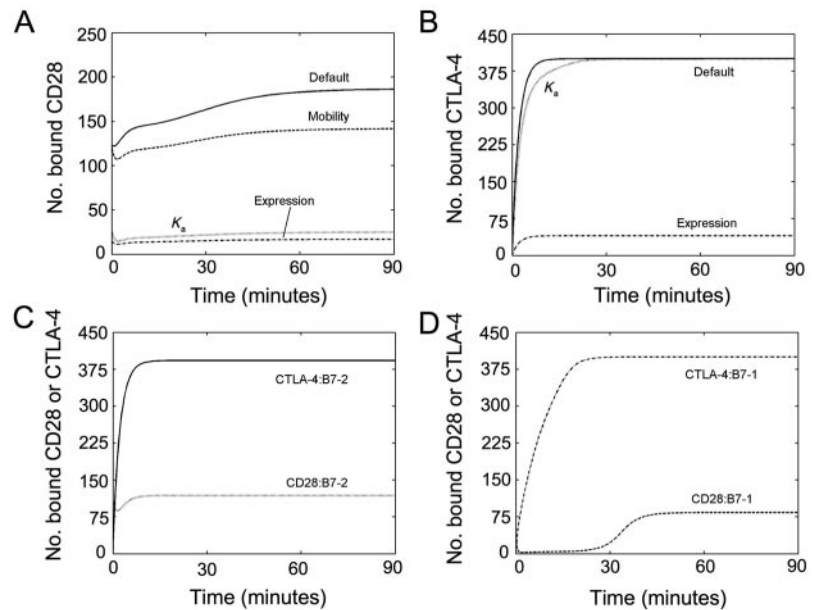 A
No. bound CD28
250
200
150
100
50
0
Default
Mobility
Expression
Ka
0 30 60 90
Time (minutes)
B
No. bound CTLA-4
450
375
300
225
150
75
0
Default
Ka
Expression
0 30 60 90
Time (minutes)
C
No. bound CD28 or CTLA-4
450
375
300
225
150
75
0
CTLA-4:B7-2
CD28:B7-2
0 30 60 90
Time (minutes)
D
No. bound CD28 or CTLA-4
450
375
300
225
150
75
0
CTLA-4:B7-1
CD28:B7-1
0 30 60 90
Time (minutes)